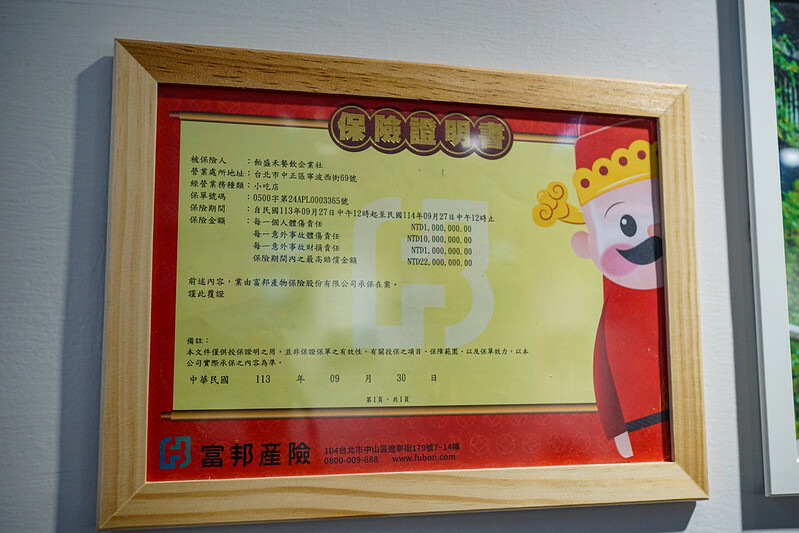 保險證明書
被保險人 ：飴盛禾餐飲企業社
營業處所地址：台北市中正區寧波西街69號
經營業務種類：小吃店
保單號碼 ：0500字第24APL0003365號
保險期間 ：自民國113年09月27日中午12時起至民國114年09月27日中午12時止
保險金額 ：每一個人體傷責任 NTD1,000,000.00
每一意外事故體傷責任 NTD10,000,000.00
每一意外事故財損責任 NTD1,000,000.00
保險期間內之最高賠償金額 NTD22,000,000.00
前述內容，業由富邦產物保險股份有限公司承保在案。
謹此覆證
備註：
本文件僅供投保證明之用，並非保證保單之有效性，有關投保之項目、保障範圍，以及保單效力，以本
公司實際承保之內容為準。
中華民國 113 年 09 月 30 日
第1頁，共1頁
富邦產險
104台北市中山區遼寧街179號7~14樓
0800-009-888 www.fubon.com